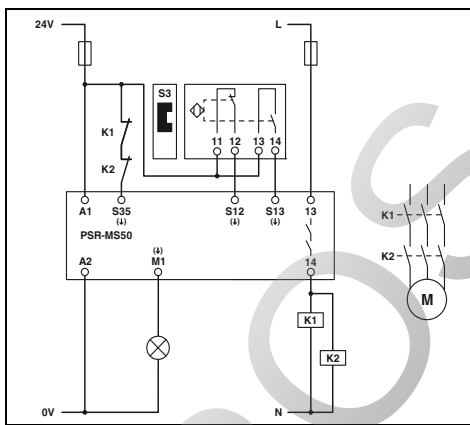 24V
L
S3
K1
11 12 13 14
K2
A1
S35
(↓)
S12
(↓)
S13
(↓)
13
PSR-MS50
A2
(↓)
M1
14
K1
K2
M
K1
K2
0V
N